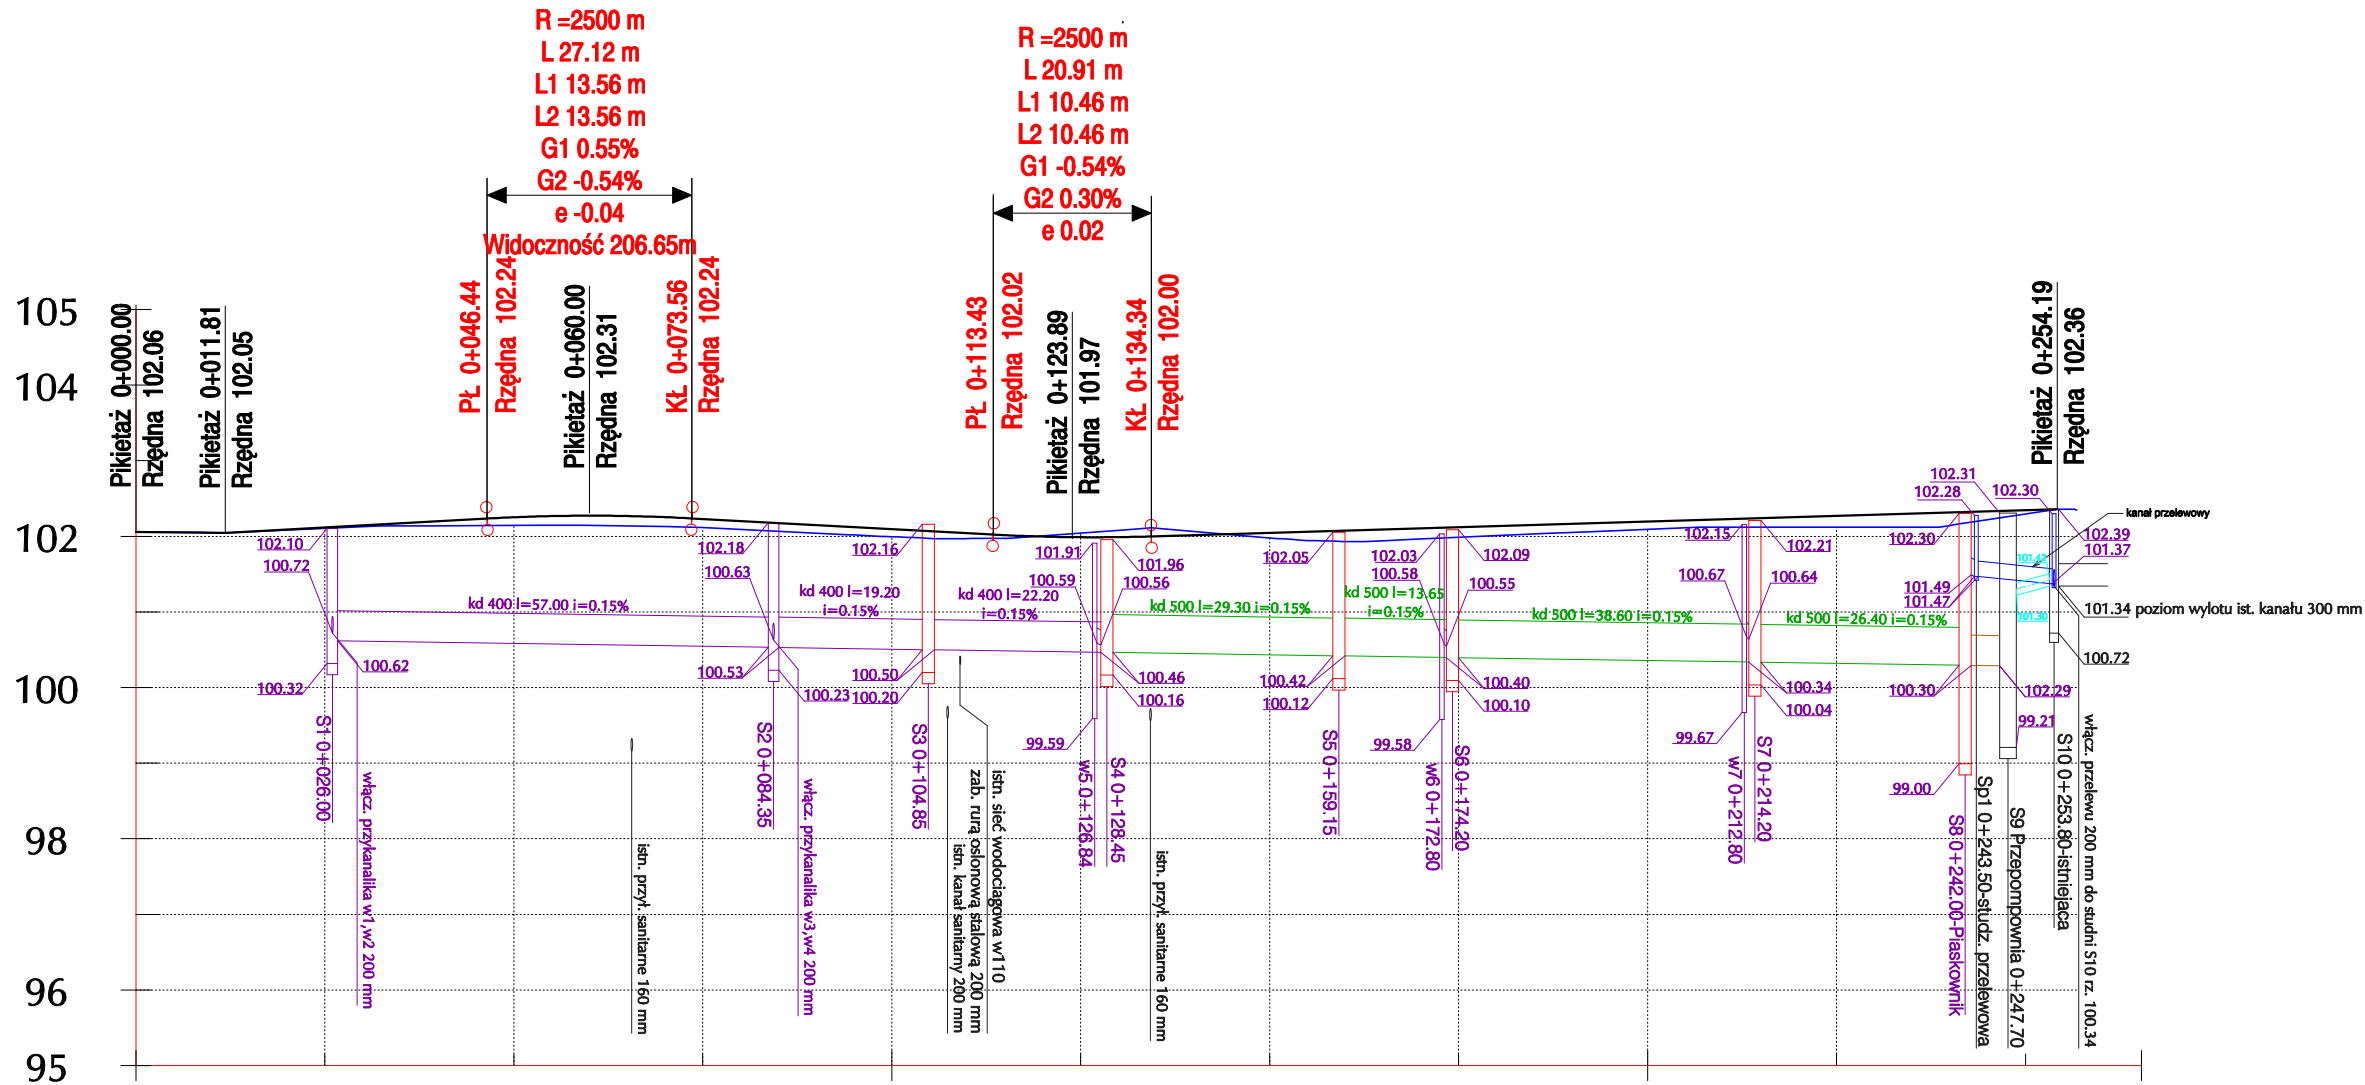 R =2500 m
L 27.12 m
L1 13.56 m
L2 13.56 m
G1 0.55%
G2 -0.54%
e -0.04
Widoczność 206.65m
R =2500 m
L 20.91 m
L1 10.46 m
L2 10.46 m
G1 -0.54%
G2 0.30%
e 0.02
105
104
102
100
98
96
95
Pikietaż 0+000.00
Rzędna 102.06
Pikietaż 0+011.81
Rzędna 102.05
PŁ 0+046.44
Rzędna 102.24
Pikietaż 0+060.00
Rzędna 102.31
KŁ 0+073.56
Rzędna 102.24
PŁ 0+113.43
Rzędna 102.02
Pikietaż 0+123.89
Rzędna 101.97
KŁ 0+134.34
Rzędna 102.00
Pikietaż 0+254.19
Rzędna 102.36
102.10
100.72
100.62
100.32
S1 0+026.00
włącz. przykanalika w1,w2 200 mm
kd 400 l=57.00 i=0.15%
istn. przył. sanitarne 160 mm
102.18
100.63
100.53
100.23
S2 0+084.35
włącz. przykanalika w3,w4 200 mm
kd 400 l=19.20
i=0.15%
102.16
100.50
100.20
S3 0+104.85
istn. kanał sanitarny 200 mm
zab. rurą osłonową stalową 200 mm
istn. sieć wodociągowa w110
kd 400 l=22.20
i=0.15%
101.91
100.59
99.59
w5 0+126.84
101.96
100.56
100.46
100.16
S4 0+128.45
istn. przył. sanitarne 160 mm
kd 500 l=29.30 i=0.15%
102.05
100.42
100.12
S5 0+159.15
kd 500 l=13.65
i=0.15%
102.03
100.58
99.58
w6 0+172.80
102.09
100.55
100.40
100.10
S6 0+174.20
kd 500 l=38.60 i=0.15%
102.15
100.67
99.67
w7 0+212.80
102.21
100.64
100.34
100.04
S7 0+214.20
kd 500 l=26.40 i=0.15%
102.31
102.28
102.30
102.30
101.49
101.47
100.30
99.00
S8 0+242.00-Piaskownik
Sp1 0+243.50-studz. przelewowa
S9 Przepompownia 0+247.70
S10 0+253.80-istniejaca
włącz. przelewu 200 mm do studni S10 rz. 100.34
kanał przelewowy
102.39
101.37
101.42
101.30
101.34 poziom wylotu ist. kanału 300 mm
100.72
102.29
99.21